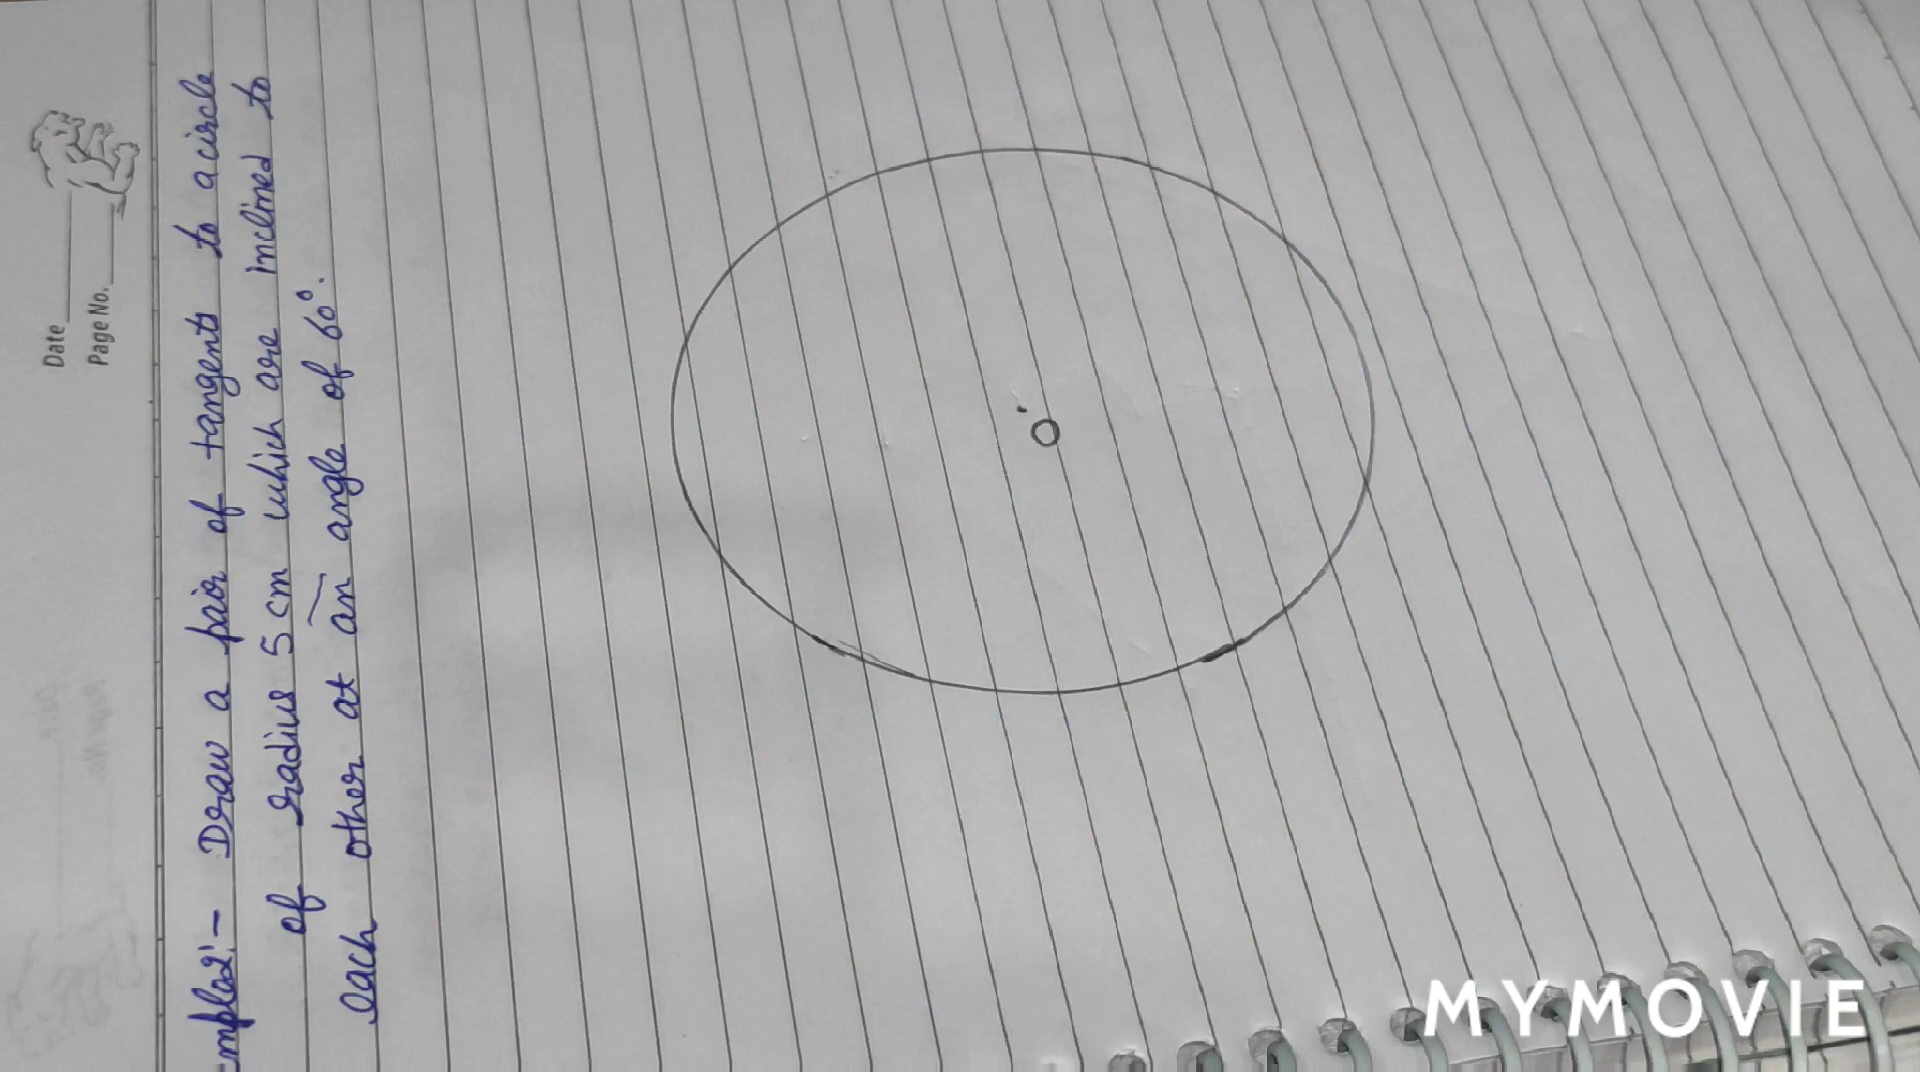 Date
Page No.
Draw a pair of tangents to a circle
of radius 5 cm which are inclined to
each other at an angle of 60°.
O
MYMOVIE